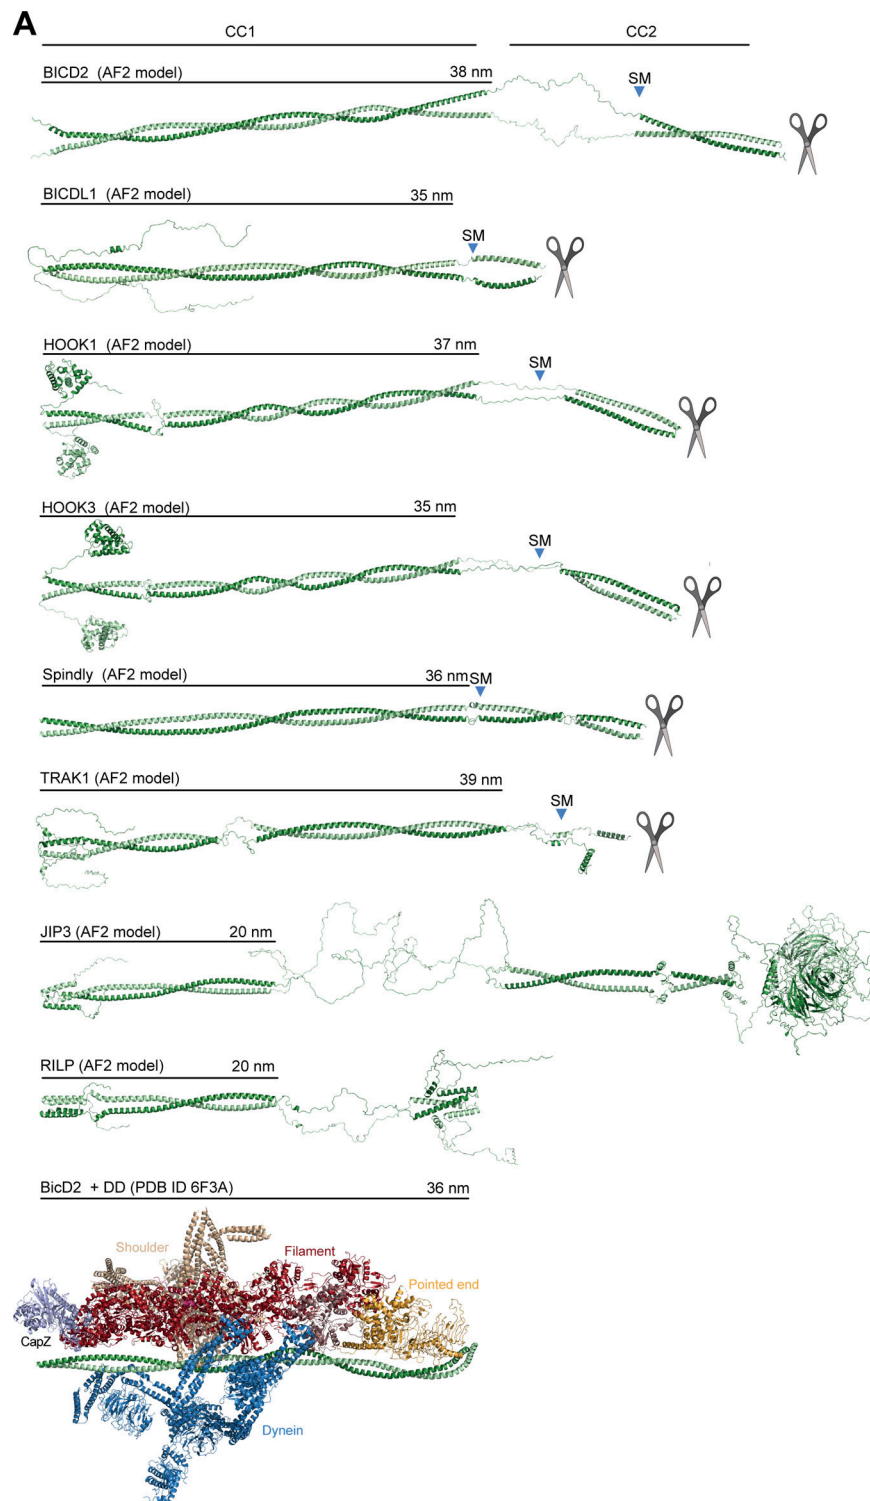 A
CC1 CC2
BICD2 (AF2 model) 38 nm
SM
BICDL1 (AF2 model) 35 nm
SM
HOOK1 (AF2 model) 37 nm
SM
HOOK3 (AF2 model) 35 nm
SM
Spindly (AF2 model) 36 nm SM
TRAK1 (AF2 model) 39 nm
SM
JIP3 (AF2 model) 20 nm
RILP (AF2 model) 20 nm
BicD2 + DD (PDB ID 6F3A) 36 nm
Shoulder Filament
Pointed end
CapZ
Dynein